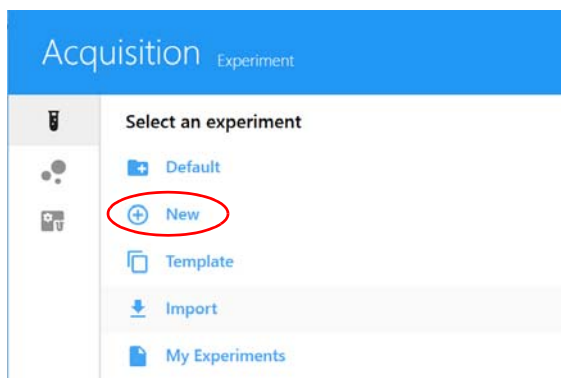 Acquisition Experiment
Select an experiment
Default
New
Template
Import
My Experiments